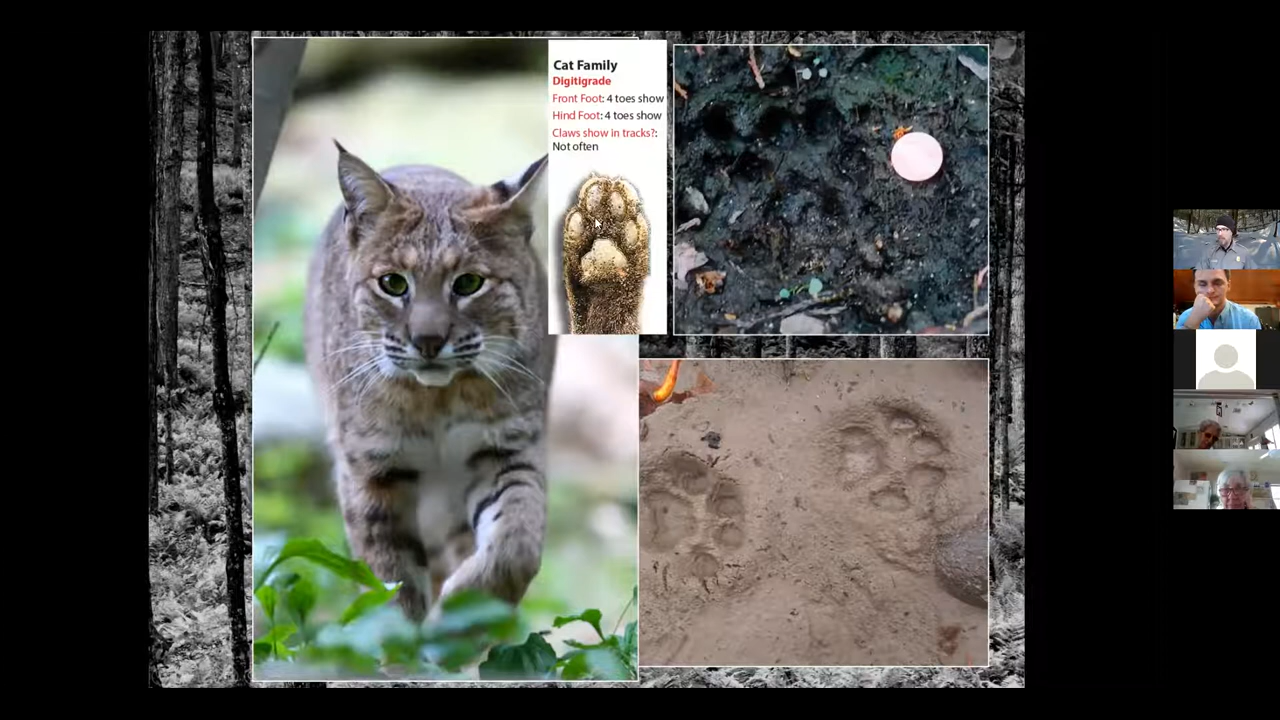 Cat Family
Digitigrade
Front Foot: 4 toes show
Hind Foot: 4 toes show
Claws show in tracks?:
Not often